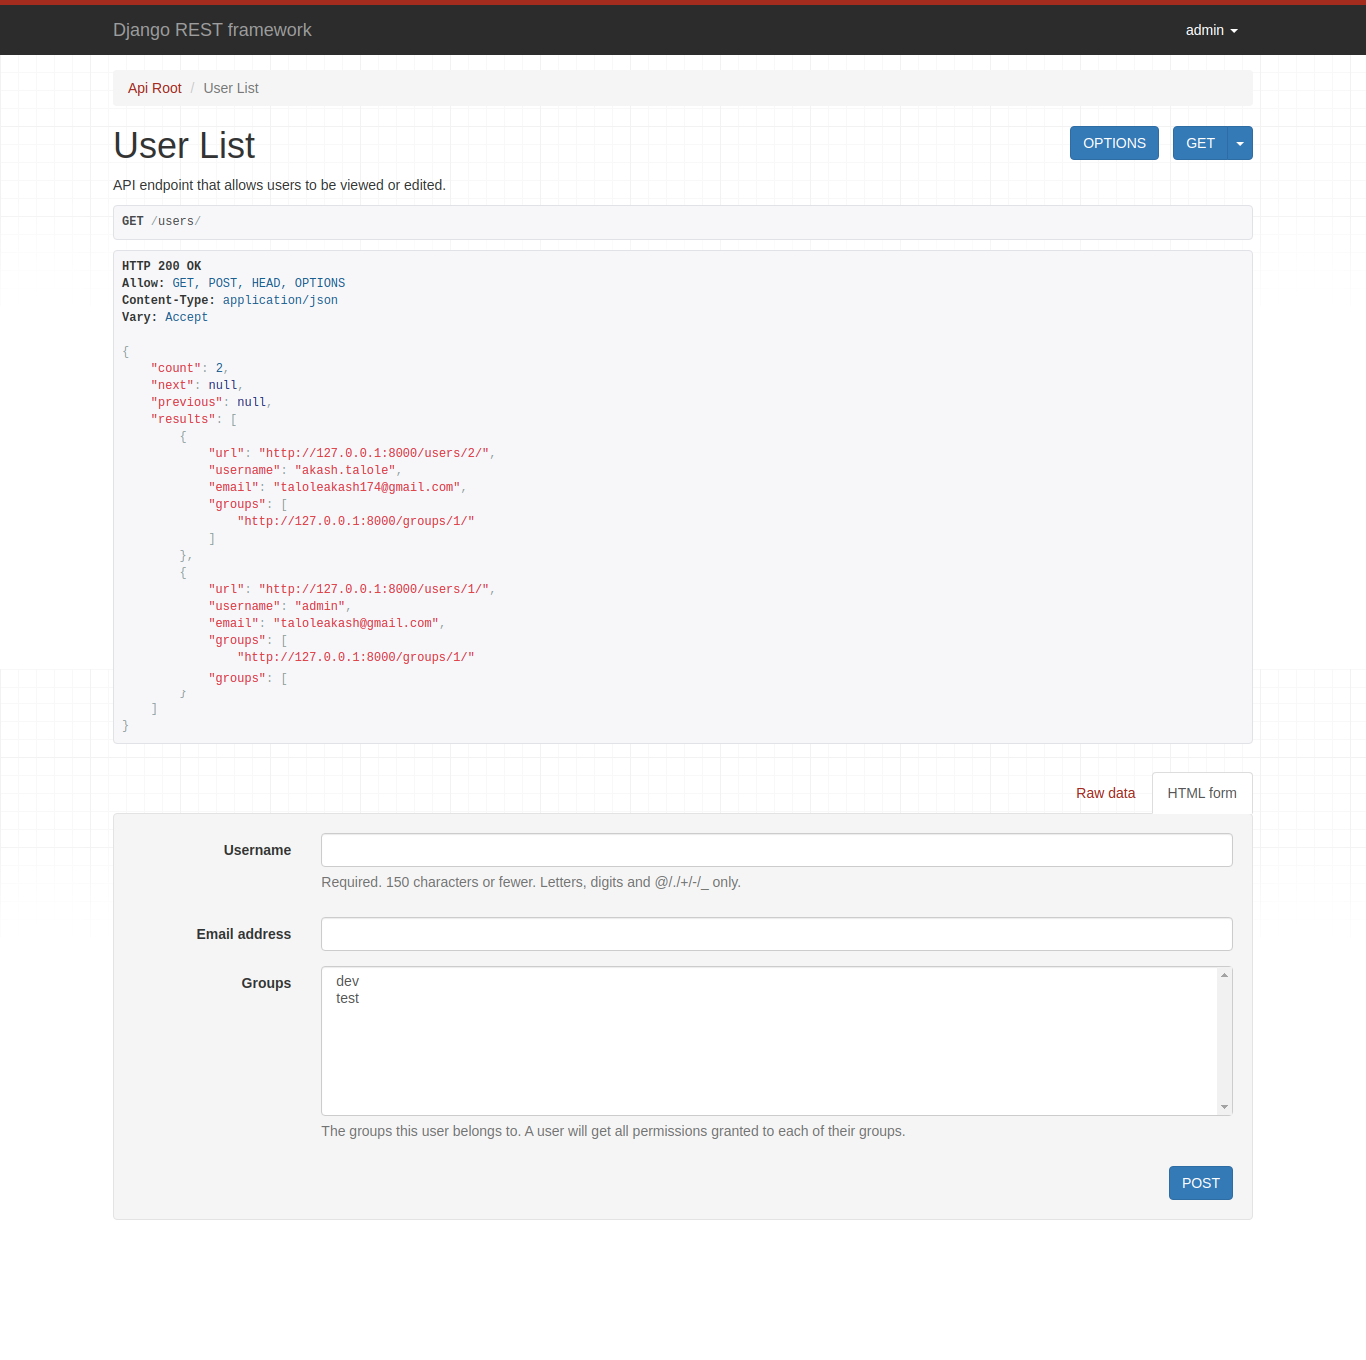 Django REST framework
admin
Api Root / User List
User List
OPTIONS
GET
API endpoint that allows users to be viewed or edited.
GET /users/
HTTP 200 OK
Allow: GET, POST, HEAD, OPTIONS
Content-Type: application/json
Vary: Accept
{
    "count": 2,
    "next": null,
    "previous": null,
    "results": [
        {
            "url": "http://127.0.0.1:8000/users/2/",
            "username": "akash.talole",
            "email": "taloleakash174@gmail.com",
            "groups": [
                "http://127.0.0.1:8000/groups/1/"
            ]
        },
        {
            "url": "http://127.0.0.1:8000/users/1/",
            "username": "admin",
            "email": "taloleakash@gmail.com",
            "groups": [
                "http://127.0.0.1:8000/groups/1/"
            "groups": [
        }
    ]
}
Raw data
HTML form
Username
Required. 150 characters or fewer. Letters, digits and @/./+/-/_ only.
Email address
Groups
dev
test
The groups this user belongs to. A user will get all permissions granted to each of their groups.
POST